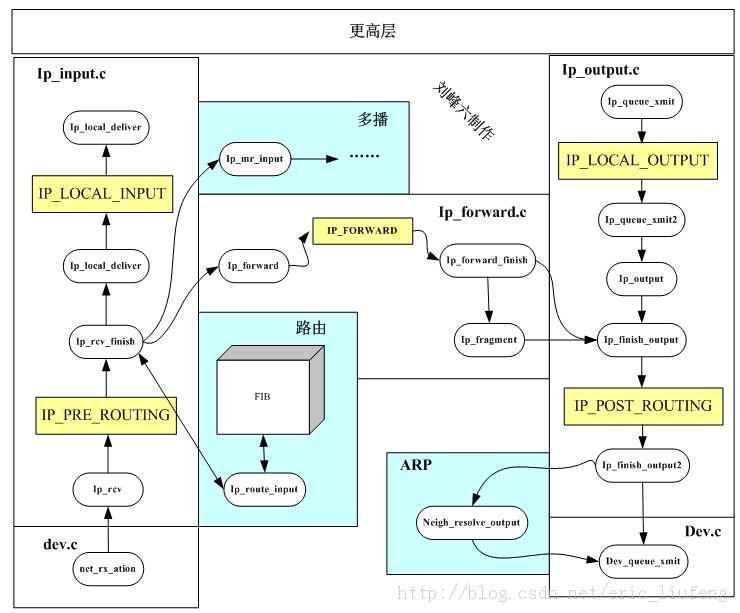 更高层
Ip_input.c
Ip_local_deliver
IP_LOCAL_INPUT
Ip_local_deliver
Ip_rcv_finish
IP_PRE_ROUTING
Ip_rcv
dev.c
net_rx_ation
多播
Ip_mr_input
......
刘峰六制作
Ip_forward.c
IP_FORWARD
Ip_forward
Ip_forward_finish
Ip_fragment
路由
FIB
Ip_route_input
ARP
Neigh_resolve_output
Ip_output.c
Ip_queue_xmit
IP_LOCAL_OUTPUT
Ip_queue_xmit2
Ip_output
Ip_finish_output
IP_POST_ROUTING
Ip_finish_output2
Dev.c
Dev_queue_xmit
http://blog.csdn.net/eric_liufeng